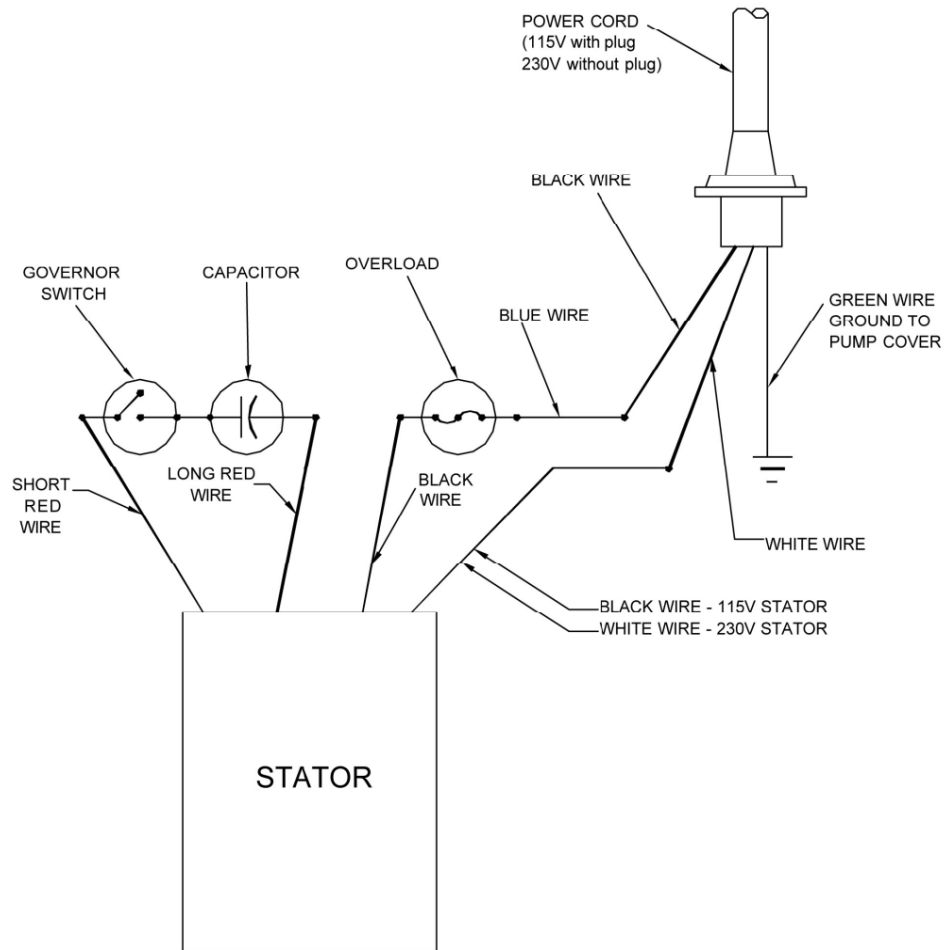 POWER CORD
(115V with plug
230V without plug)
BLACK WIRE
GOVERNOR
SWITCH
CAPACITOR
OVERLOAD
BLUE WIRE
GREEN WIRE
GROUND TO
PUMP COVER
SHORT
RED
WIRE
LONG RED
WIRE
BLACK
WIRE
WHITE WIRE
BLACK WIRE - 115V STATOR
WHITE WIRE - 230V STATOR
STATOR